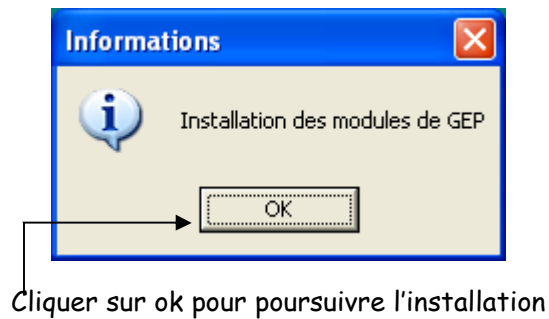 Informations
Installation des modules de GEP
OK
Cliquer sur ok pour poursuivre l'installation